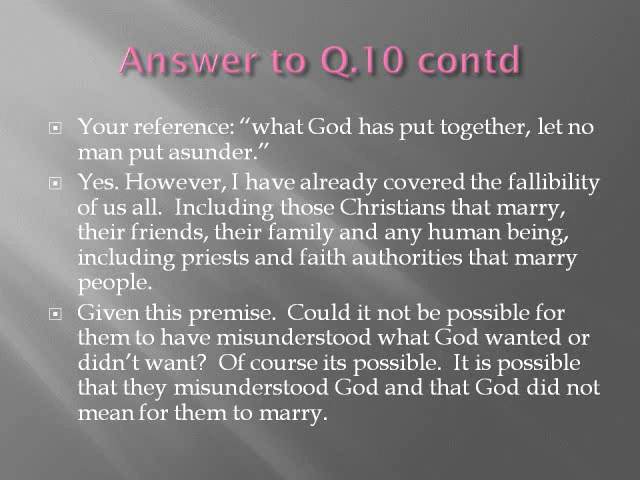 Answer to Q.10 contd
Your reference: “what God has put together, let no
man put asunder.”
Yes. However, I have already covered the fallibility
of us all.  Including those Christians that marry,
their friends, their family and any human being,
including priests and faith authorities that marry
people.
Given this premise.  Could it not be possible for
them to have misunderstood what God wanted or
didn’t want?  Of course its possible.  It is possible
that they misunderstood God and that God did not
mean for them to marry.